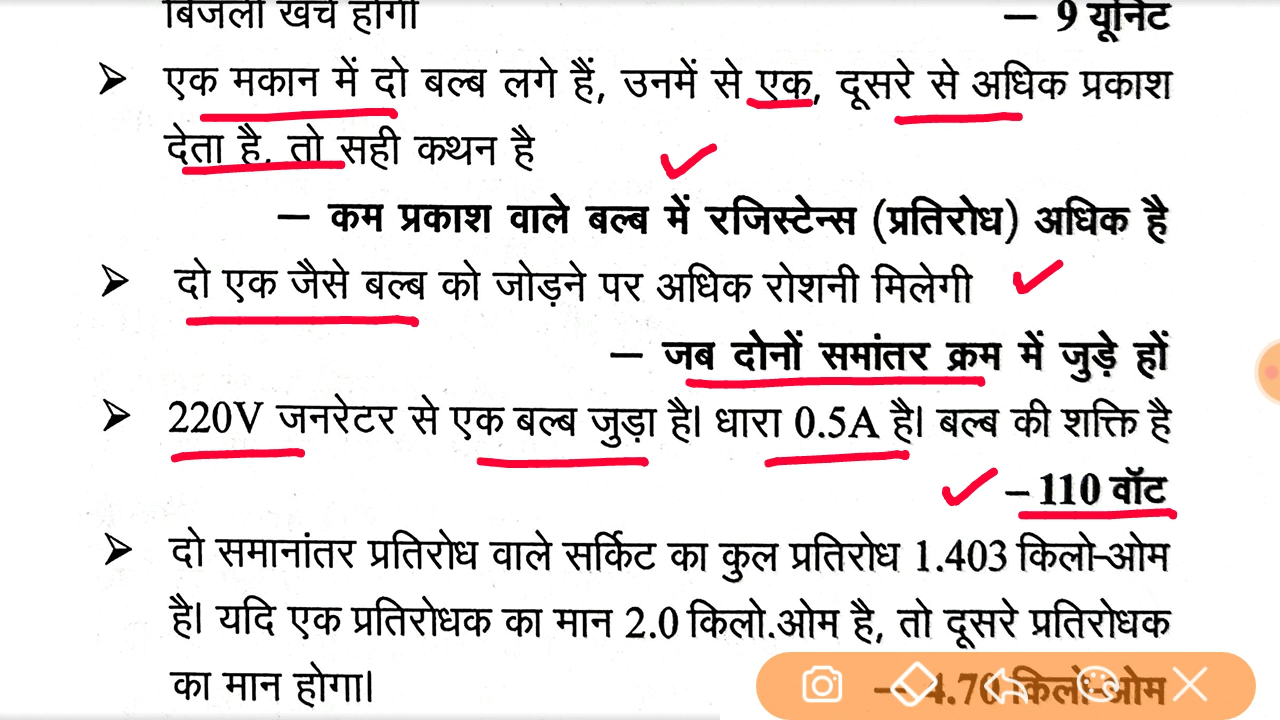 बिजली खर्च होगी — 9 यूनिट
➢ एक मकान में दो बल्ब लगे हैं, उनमें से एक, दूसरे से अधिक प्रकाश
देता है, तो सही कथन है
— कम प्रकाश वाले बल्ब में रजिस्टेन्स (प्रतिरोध) अधिक है
➢ दो एक जैसे बल्ब को जोड़ने पर अधिक रोशनी मिलेगी
— जब दोनों समांतर क्रम में जुड़े हों
➢ 220V जनरेटर से एक बल्ब जुड़ा है। धारा 0.5A है। बल्ब की शक्ति है
– 110 वॉट
➢ दो समानांतर प्रतिरोध वाले सर्किट का कुल प्रतिरोध 1.403 किलो-ओम
है। यदि एक प्रतिरोधक का मान 2.0 किलो.ओम है, तो दूसरे प्रतिरोधक
का मान होगा। — 4.70 किलो-ओम